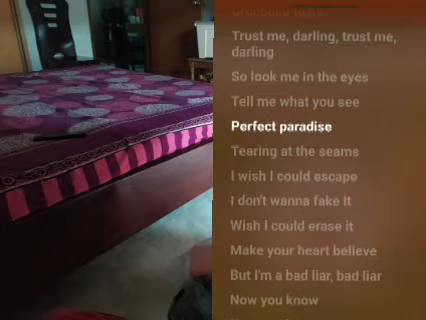 Trust me, darling, trust me,
darling
So look me in the eyes
Tell me what you see
Perfect paradise
Tearing at the seams
I wish I could escape
I don't wanna fake it
Wish I could erase it
Make your heart believe
But I'm a bad liar, bad liar
Now you know